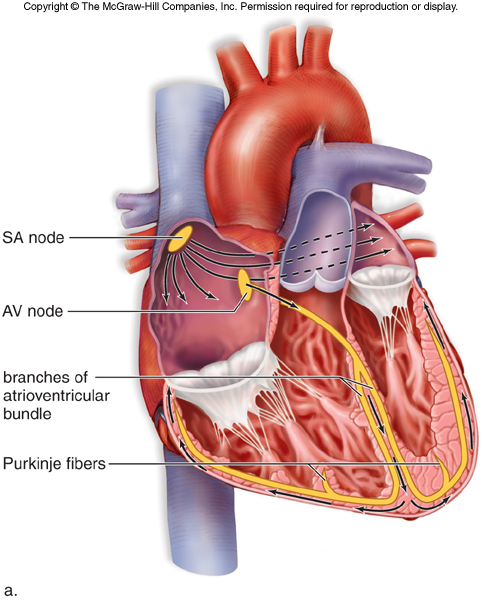 Copyright © The McGraw-Hill Companies, Inc. Permission required for reproduction or display.
SA node
AV node
branches of
atrioventricular
bundle
Purkinje fibers
a.